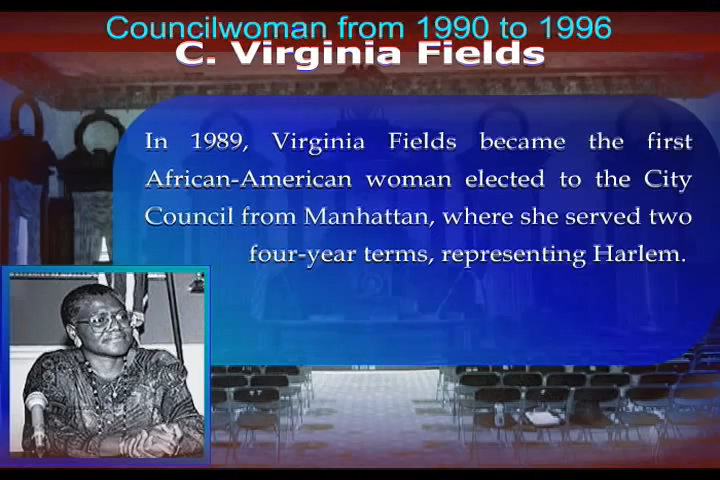 Councilwoman from 1990 to 1996
C. Virginia Fields
In 1989, Virginia Fields became the first
African-American woman elected to the City
Council from Manhattan, where she served two
four-year terms, representing Harlem.